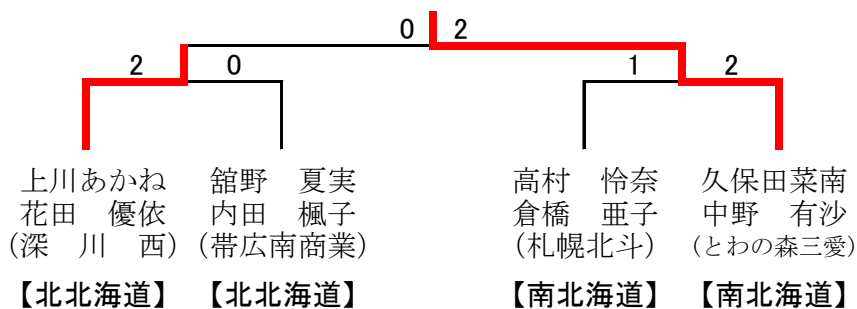 0 2
2 0 1 2
上川あかね 舘野　夏実 高村　怜奈 久保田菜南
花田　優依 内田　楓子 倉橋　亜子 中野　有沙
（深　川　西） （帯広南商業） （札幌北斗） （とわの森三愛）
【北北海道】 【北北海道】 【南北海道】 【南北海道】